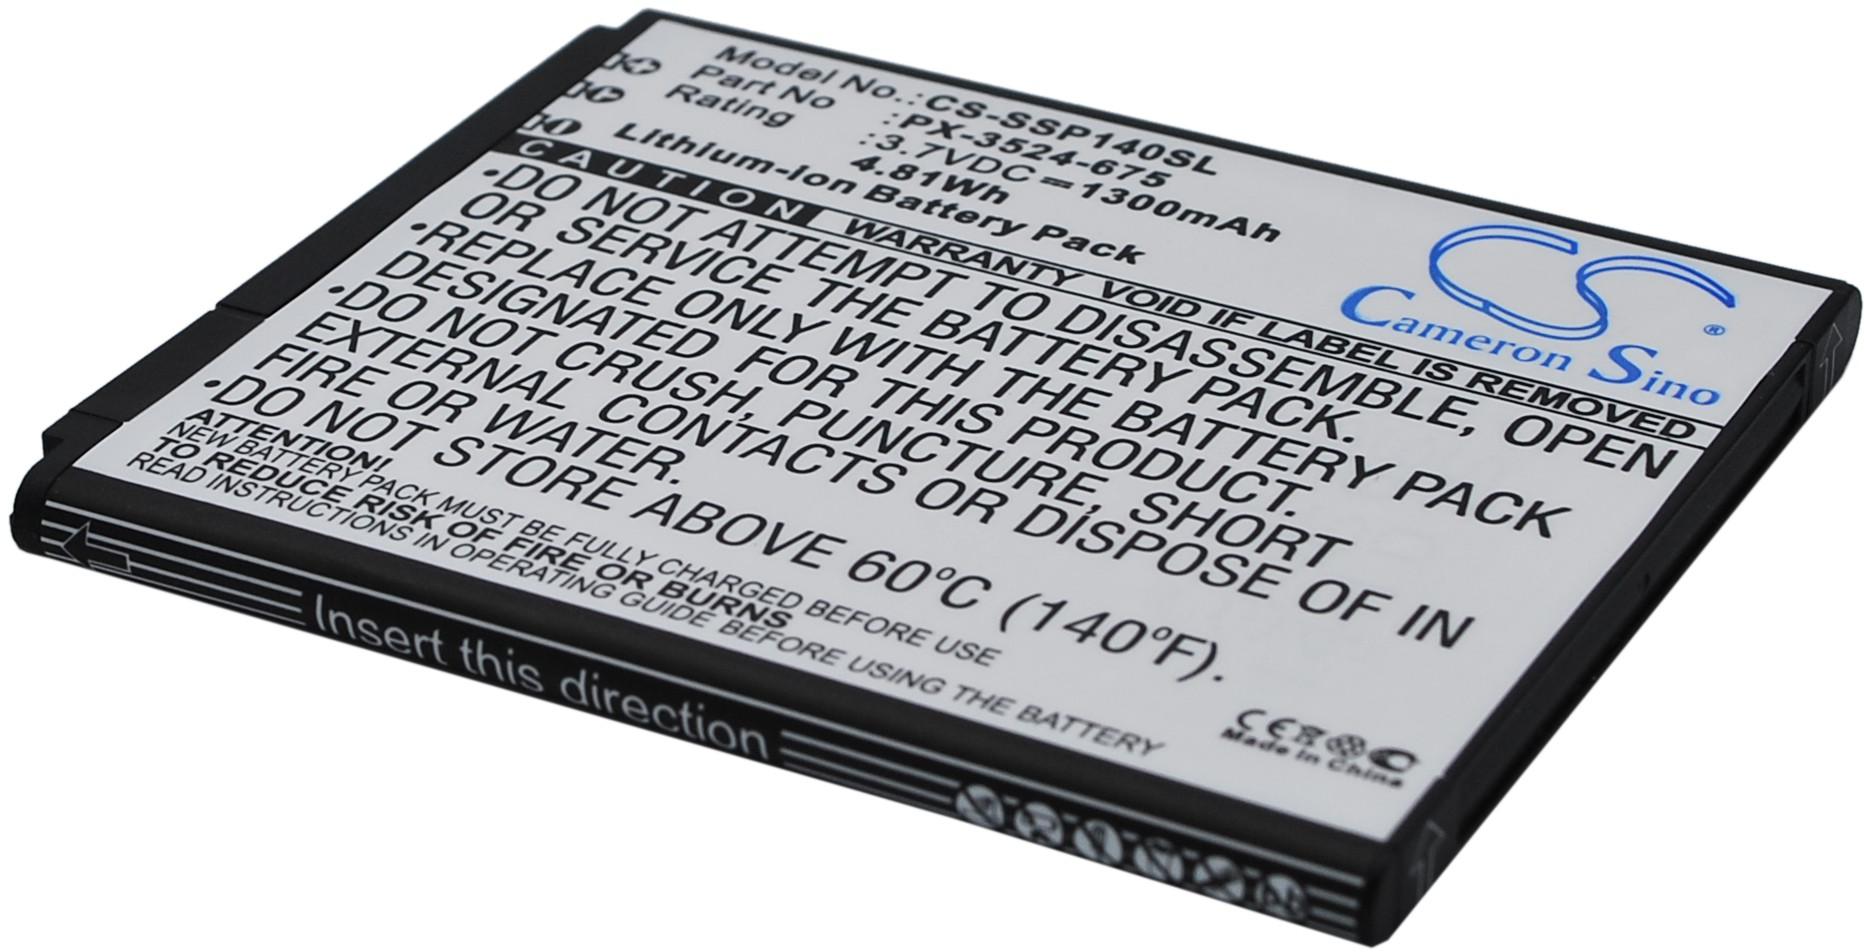 Model No.: CS-SSP140SL
Part No : PX-3524-675
Rating : 3.7VDC⎓1300mAh
4.81Wh
Lithium-Ion Battery Pack
CS
Cameron Sino ®
CAUTION WARRANTY VOID IF LABEL IS REMOVED
•DO NOT ATTEMPT TO DISASSEMBLE, OPEN
OR SERVICE THE BATTERY PACK.
•REPLACE ONLY WITH THE BATTERY PACK
DESIGNATED FOR THIS PRODUCT.
•DO NOT CRUSH, PUNCTURE, SHORT
EXTERNAL CONTACTS OR DISPOSE OF IN
FIRE OR WATER.
•DO NOT STORE ABOVE 60°C (140°F).
ATTENTION!
NEW BATTERY PACK MUST BE FULLY CHARGED BEFORE USE
TO REDUCE RISK OF FIRE OR BURNS
READ INSTRUCTIONS IN OPERATING GUIDE BEFORE USING THE BATTERY
CE
Made in China
Insert this direction